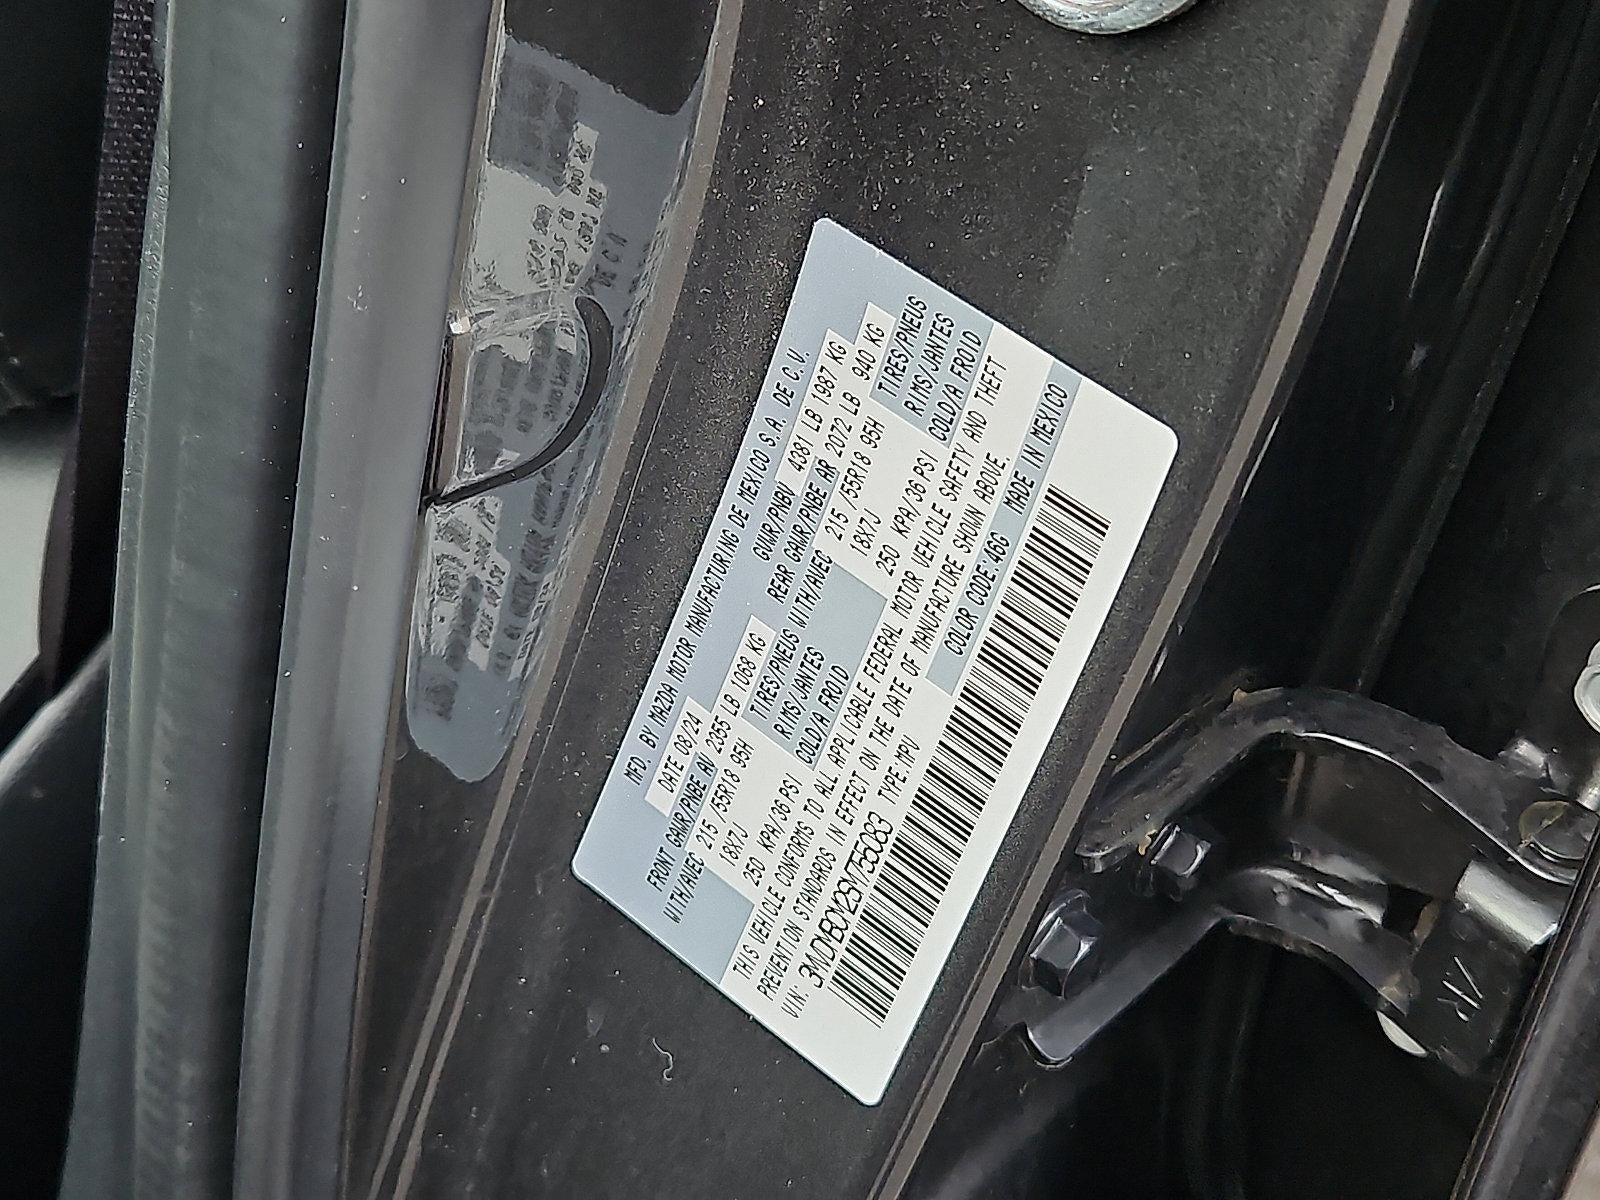 MFD. BY MAZDA MOTOR MANUFACTURING DE MEXICO S.A. DE C.V.
DATE 08/24 GVWR/PNBV 4381 LB 1987 KG
FRONT GAWR/PNBE AV 2355 LB 1068 KG REAR GAWR/PNBE AR 2072 LB 940 KG
WITH/AVEC 215 /55R18 95H TIRES/PNEUS WITH/AVEC 215 /55R18 95H TIRES/PNEUS
18X7J RIMS/JANTES 18X7J RIMS/JANTES
250 KPA/36 PSI COLD/A FROID 250 KPA/36 PSI COLD/A FROID
THIS VEHICLE CONFORMS TO ALL APPLICABLE FEDERAL MOTOR VEHICLE SAFETY AND THEFT
PREVENTION STANDARDS IN EFFECT ON THE DATE OF MANUFACTURE SHOWN ABOVE.
VIN: 3MVDMBCM2SM755083 TYPE:MPV COLOR CODE:46G MADE IN MEXICO